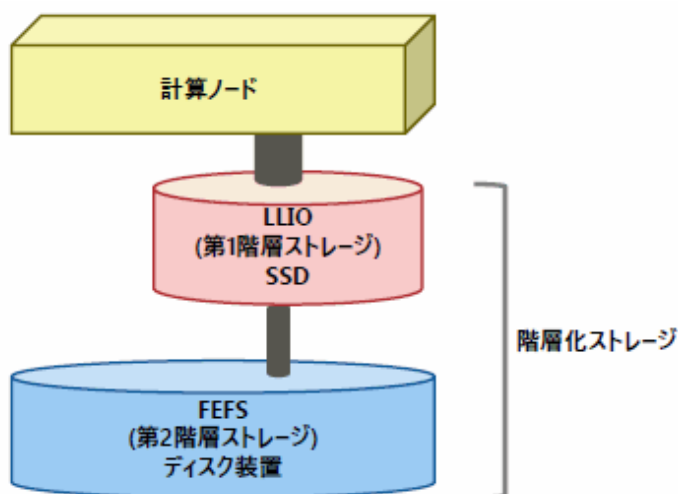 計算ノード
LLIO
(第1階層ストレージ)
SSD
階層化ストレージ
FEFS
(第2階層ストレージ)
ディスク装置